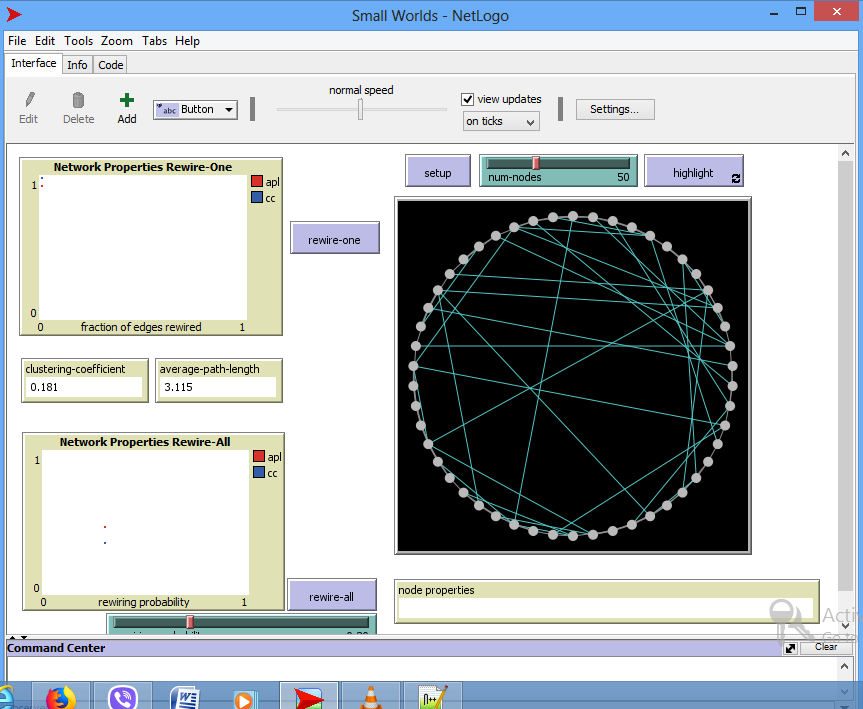 Small Worlds - NetLogo
File Edit Tools Zoom Tabs Help
Interface Info Code
normal speed
view updates
Edit Delete Add
abc Button
on ticks
Settings...
Network Properties Rewire-One
1
apl
cc
0
0 fraction of edges rewired 1
rewire-one
setup
num-nodes 50
highlight
clustering-coefficient
0.181
average-path-length
3.115
Network Properties Rewire-All
1
apl
cc
0
0 rewiring probability 1
rewire-all
node properties
Command Center
Clear